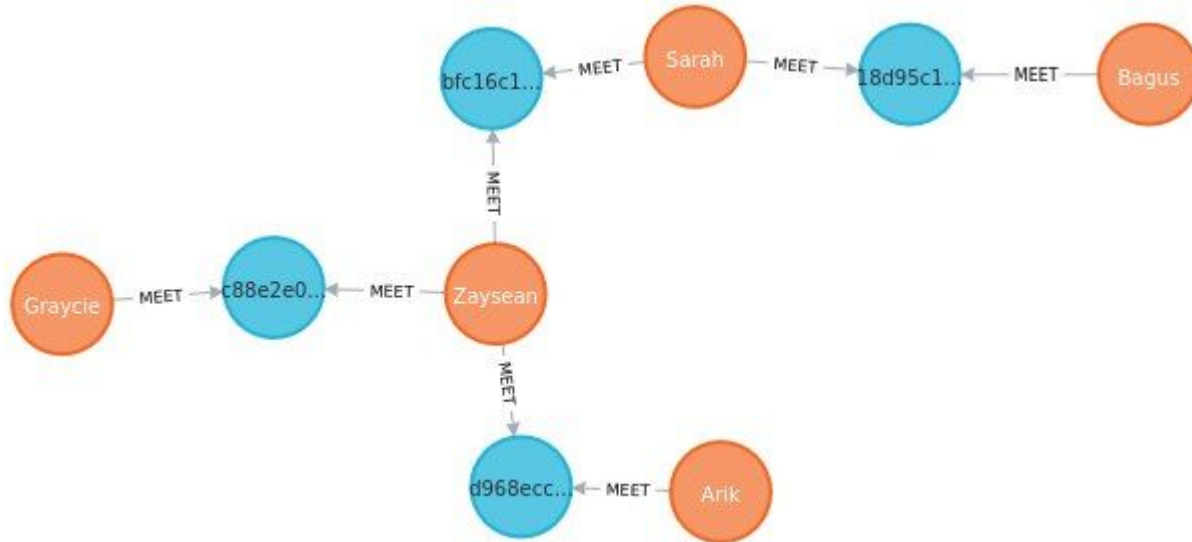 bfc16c1...
MEET
Sarah
MEET
18d95c1...
MEET
Bagus
MEET
Graycie
MEET
c88e2e0...
MEET
Zaysean
MEET
d968ecc...
MEET
Arik